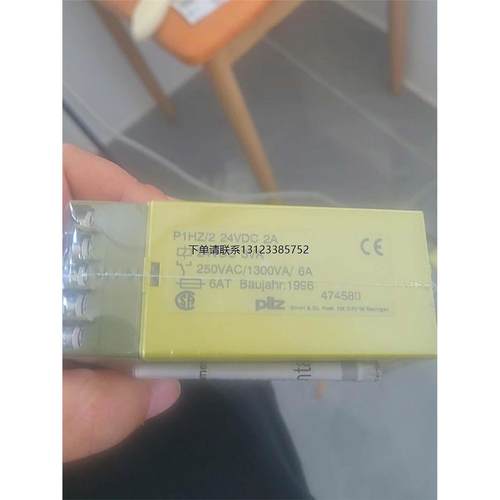 P1HZ/2 24VDC 2A
下单请联系13123385752
250VAC/1300VA/ 6A
6AT Baujahr:1996
474580
pilz
CE